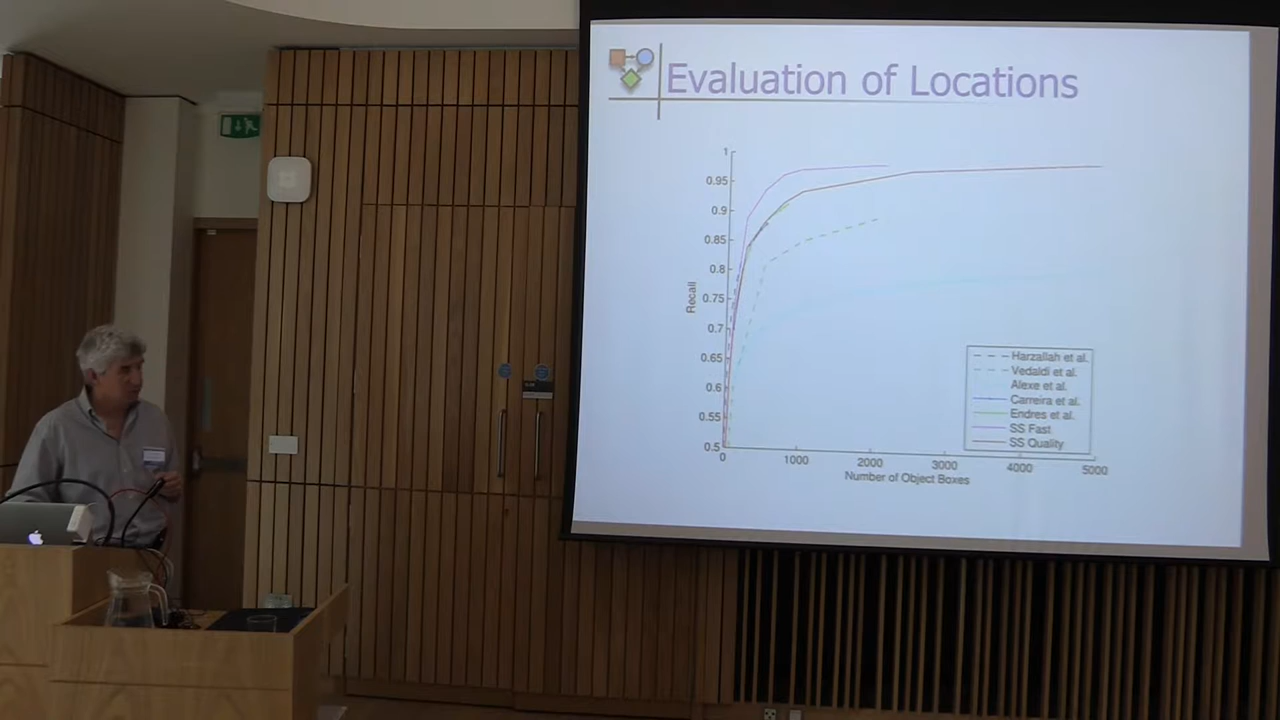 Evaluation of Locations
1
0.95
0.9
0.85
0.8
0.75
0.7
0.65
0.6
0.55
0.5
Recall
0
1000
2000
3000
4000
5000
Number of Object Boxes
Harzallah et al.
Vedaldi et al.
Alexe et al.
Carreira et al.
Endres et al.
SS Fast
SS Quality